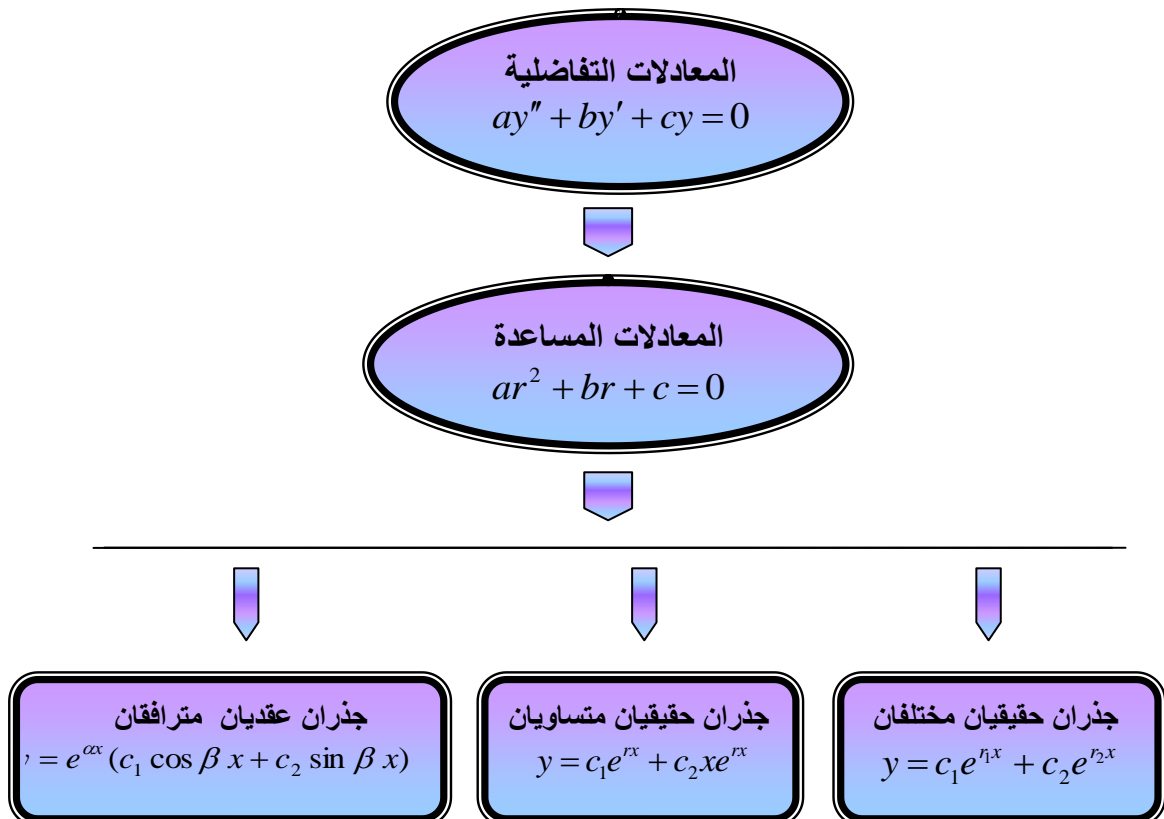 المعادلات التفاضلية
ay″ + by′ + cy = 0
المعادلات المساعدة
ar² + br + c = 0
جذران حقيقيان مختلفان
y = c₁e^{r₁x} + c₂e^{r₂x}
جذران حقيقيان متساويان
y = c₁e^{rx} + c₂xe^{rx}
جذران عقديان مترافقان
= e^{αx} (c₁ cos β x + c₂ sin β x)